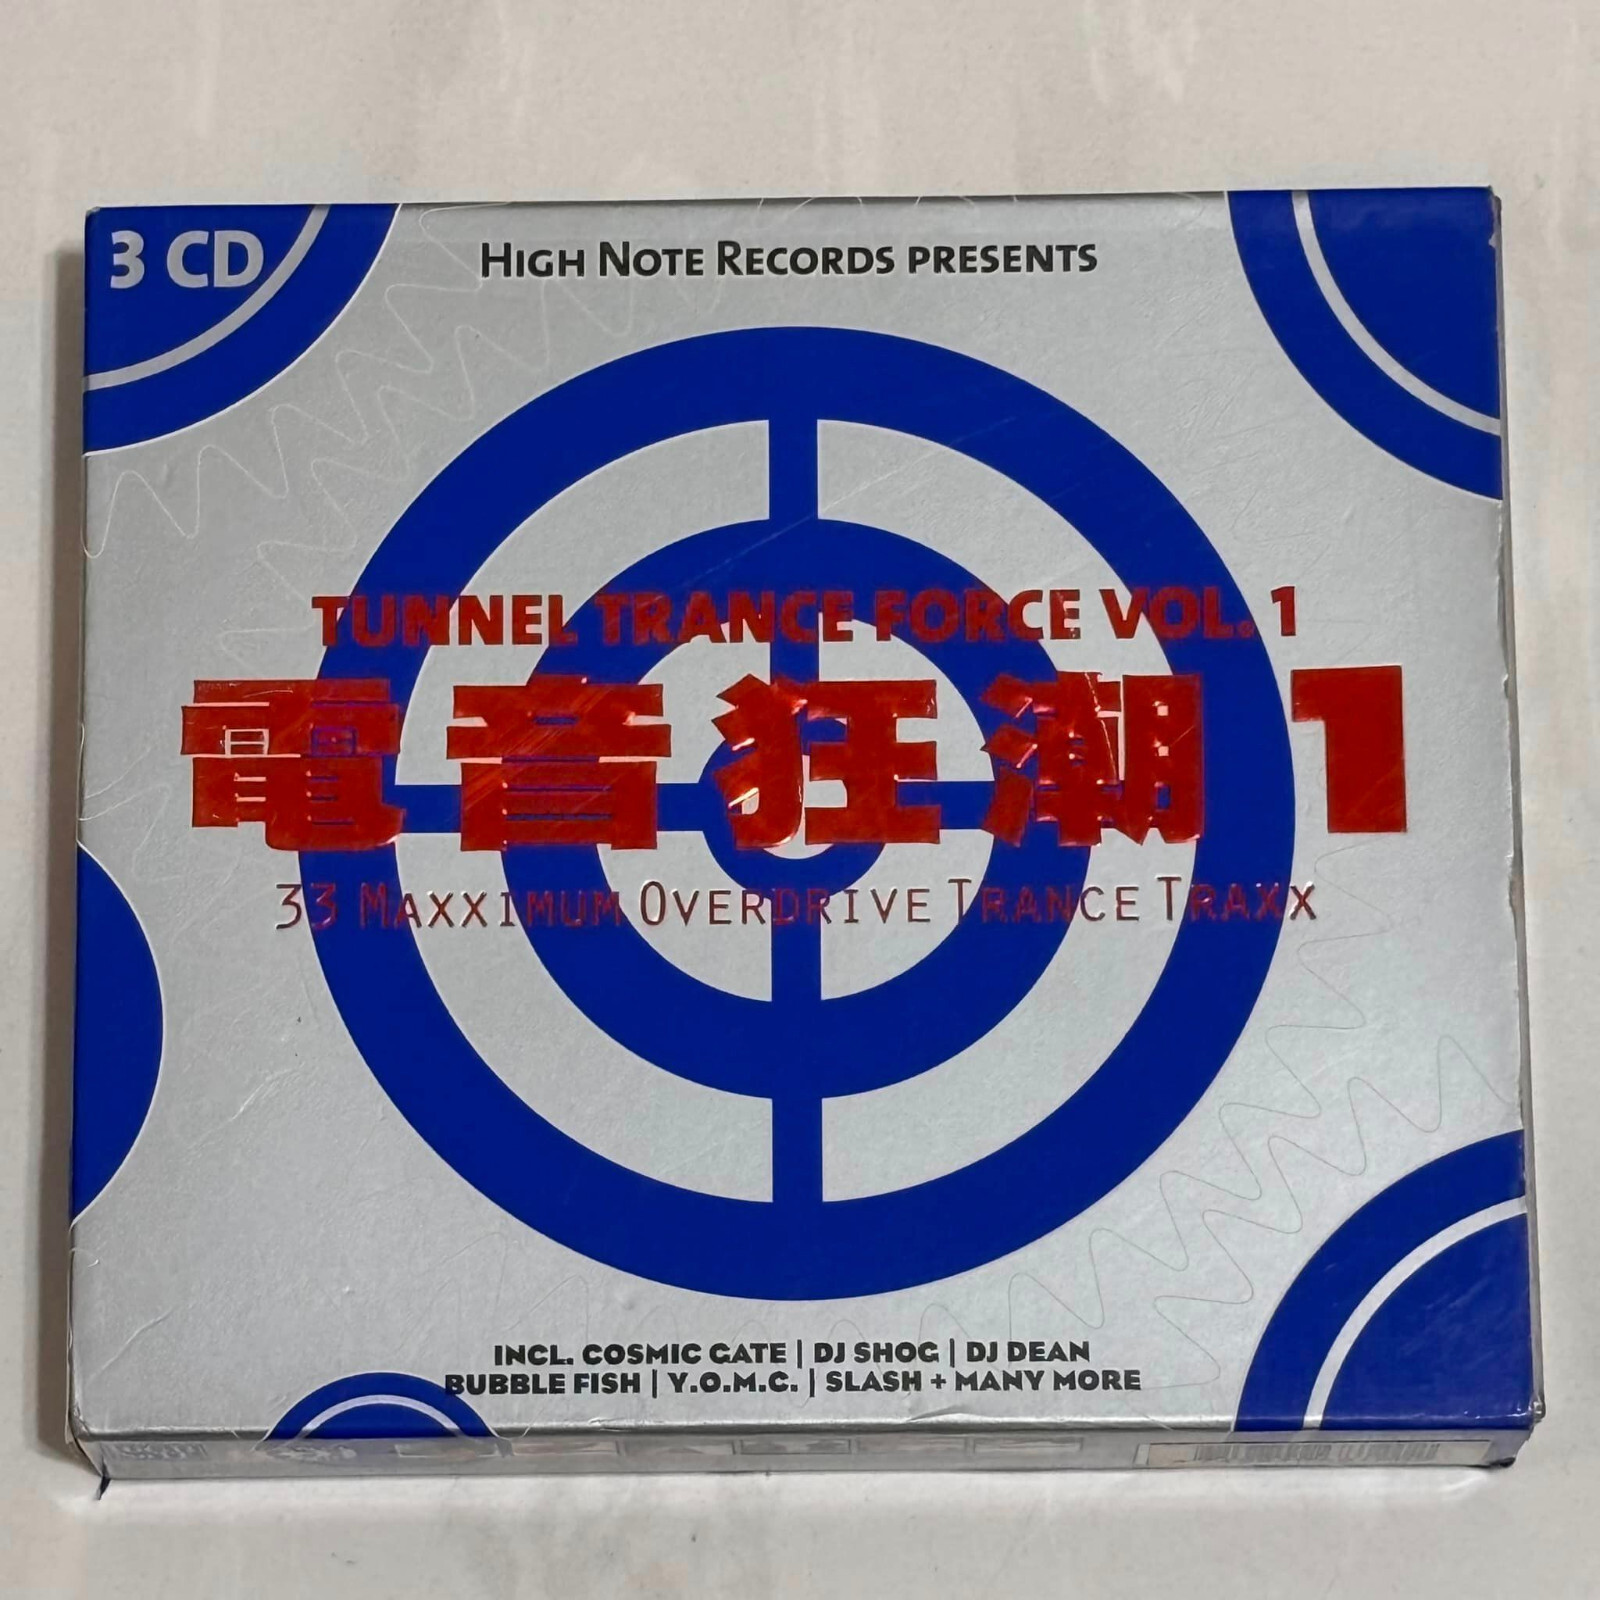 3 CD
HIGH NOTE RECORDS PRESENTS
TUNNEL TRANCE FORCE VOL. 1
電音狂潮1
33 MAXXIMUM OVERDRIVE TRANCE TRAXX
INCL. COSMIC GATE | DJ SHOG | DJ DEAN
BUBBLE FISH | Y.O.M.C. | SLASH + MANY MORE